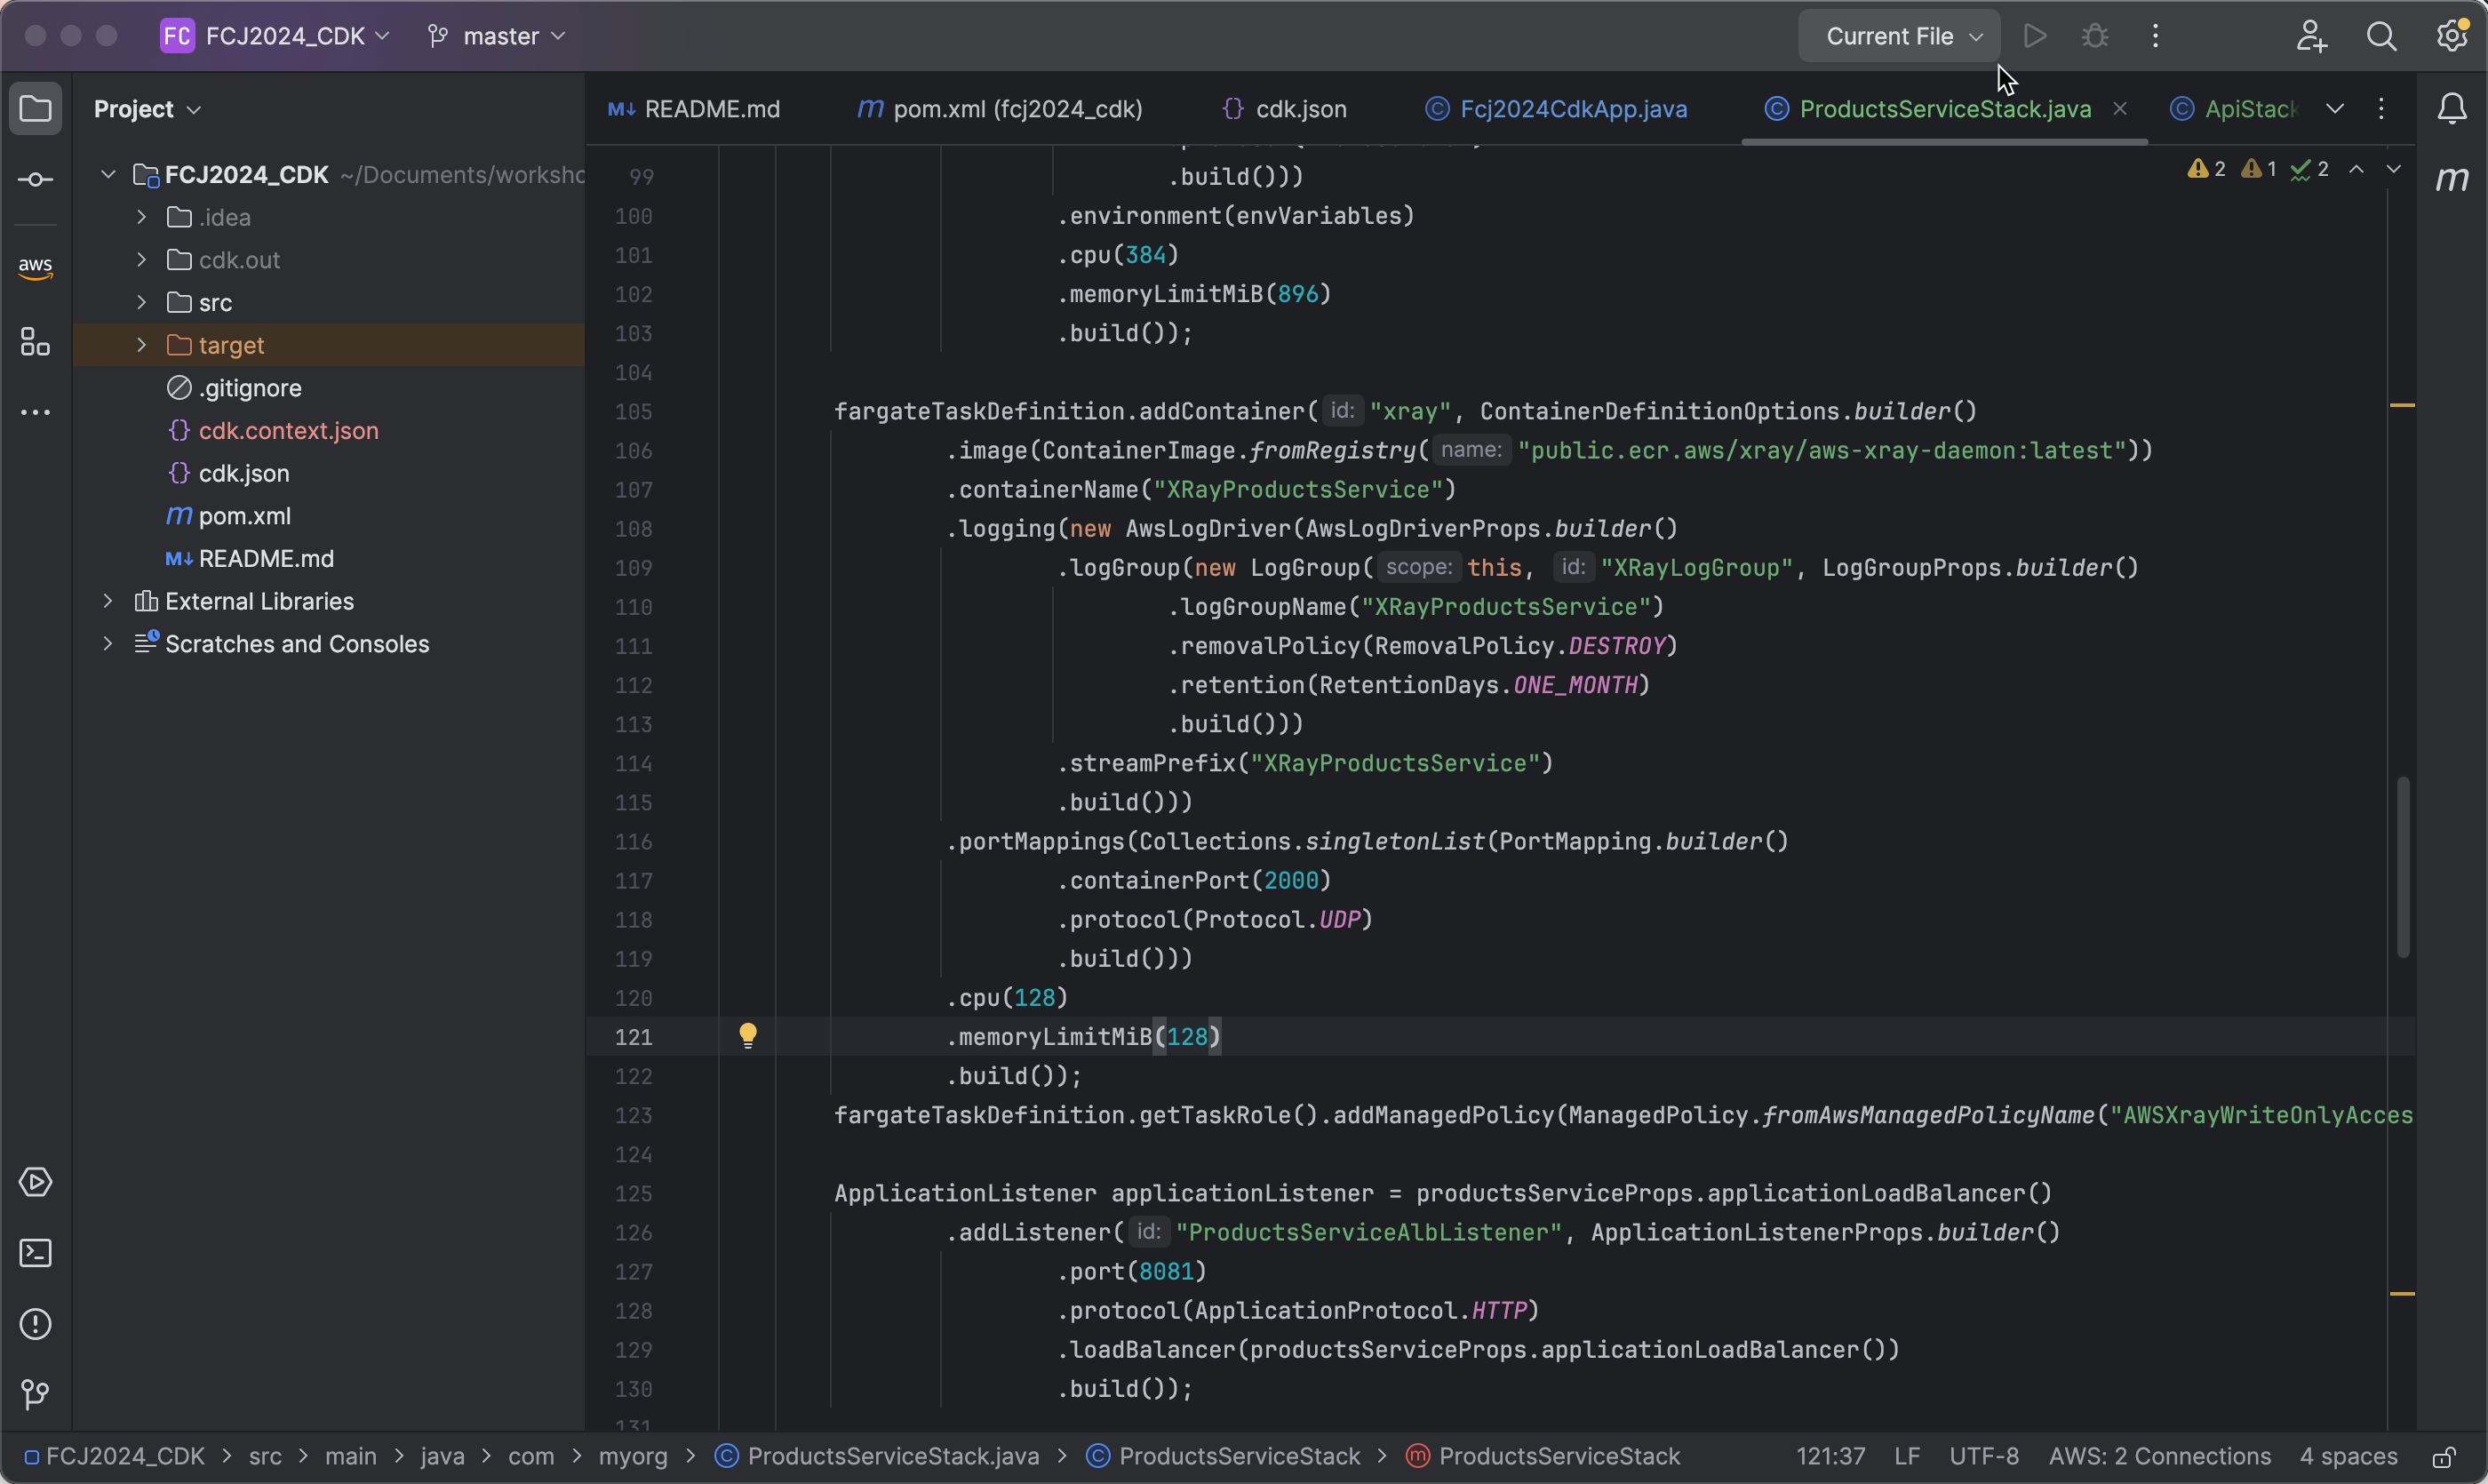 FC FCJ2024_CDK master Current File
Project
README.md pom.xml (fcj2024_cdk) cdk.json Fcj2024CdkApp.java ProductsServiceStack.java ApiStack
2 1 2
FCJ2024_CDK ~/Documents/worksho
.idea
cdk.out
src
target
.gitignore
cdk.context.json
cdk.json
pom.xml
README.md
External Libraries
Scratches and Consoles
aws
99 .build()))
100 .environment(envVariables)
101 .cpu(384)
102 .memoryLimitMiB(896)
103 .build());
104
105 fargateTaskDefinition.addContainer( id: "xray", ContainerDefinitionOptions.builder()
106 .image(ContainerImage.fromRegistry( name: "public.ecr.aws/xray/aws-xray-daemon:latest"))
107 .containerName("XRayProductsService")
108 .logging(new AwsLogDriver(AwsLogDriverProps.builder()
109 .logGroup(new LogGroup( scope: this, id: "XRayLogGroup", LogGroupProps.builder()
110 .logGroupName("XRayProductsService")
111 .removalPolicy(RemovalPolicy.DESTROY)
112 .retention(RetentionDays.ONE_MONTH)
113 .build()))
114 .streamPrefix("XRayProductsService")
115 .build()))
116 .portMappings(Collections.singletonList(PortMapping.builder()
117 .containerPort(2000)
118 .protocol(Protocol.UDP)
119 .build()))
120 .cpu(128)
121 .memoryLimitMiB(128)
122 .build());
123 fargateTaskDefinition.getTaskRole().addManagedPolicy(ManagedPolicy.fromAwsManagedPolicyName("AWSXrayWriteOnlyAcces
124
125 ApplicationListener applicationListener = productsServiceProps.applicationLoadBalancer()
126 .addListener( id: "ProductsServiceAlbListener", ApplicationListenerProps.builder()
127 .port(8081)
128 .protocol(ApplicationProtocol.HTTP)
129 .loadBalancer(productsServiceProps.applicationLoadBalancer())
130 .build());
131
FCJ2024_CDK > src > main > java > com > myorg > ProductsServiceStack.java > ProductsServiceStack > ProductsServiceStack 121:37 LF UTF-8 AWS: 2 Connections 4 spaces